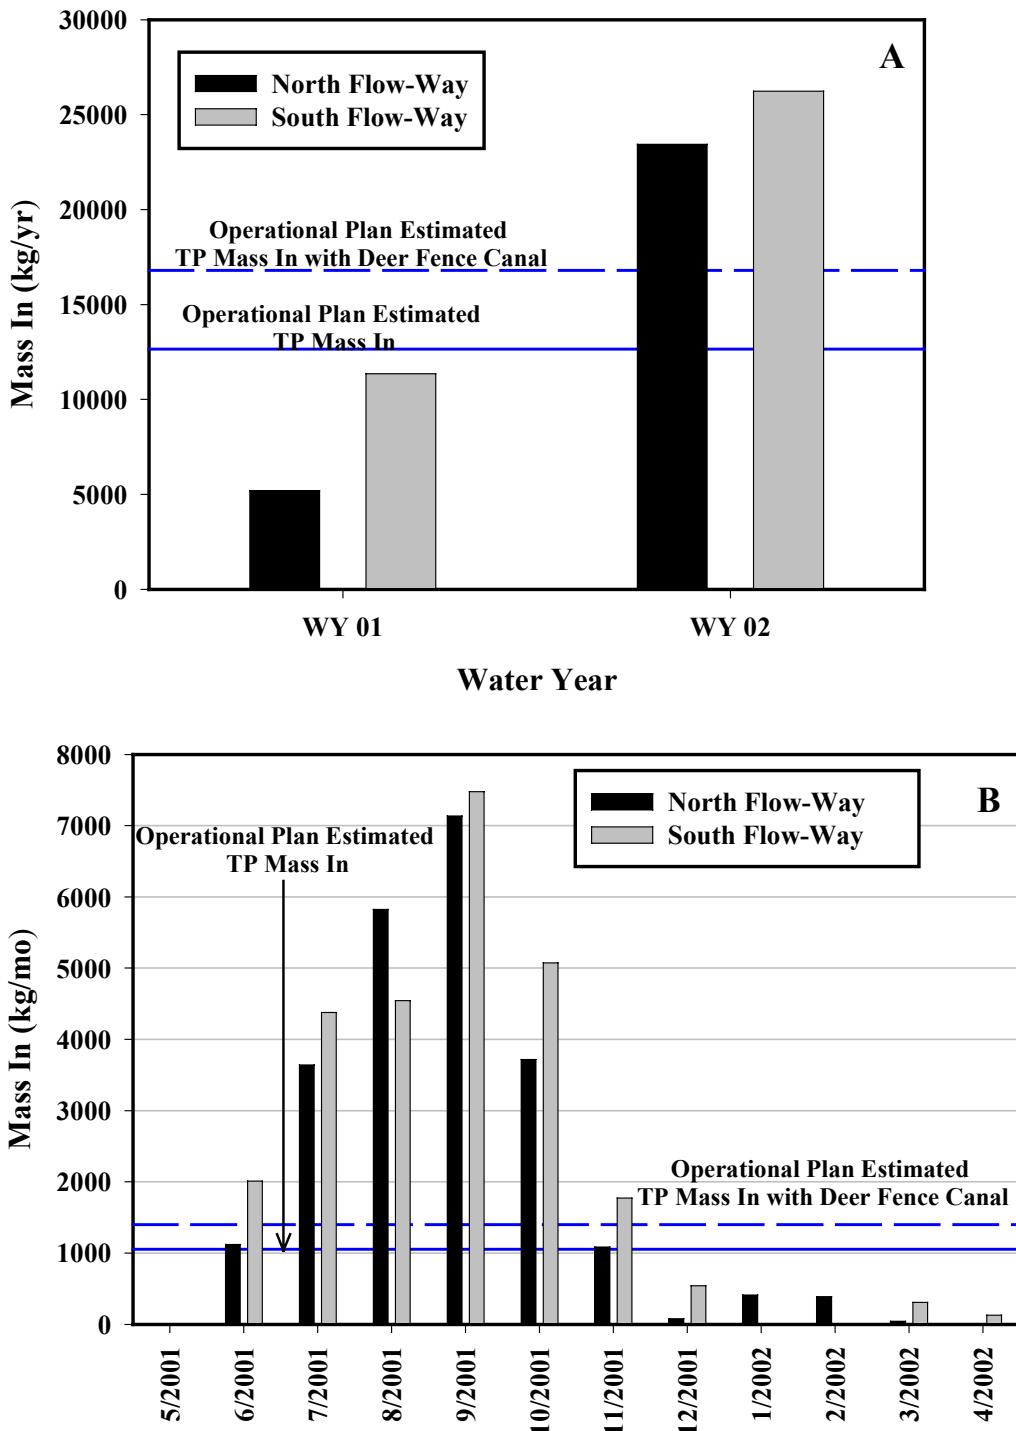 30000
25000
20000
15000
10000
5000
0
Mass In (kg/yr)
A
North Flow-Way
South Flow-Way
Operational Plan Estimated
TP Mass In with Deer Fence Canal
Operational Plan Estimated
TP Mass In
WY 01
WY 02
Water Year
8000
7000
6000
5000
4000
3000
2000
1000
0
Mass In (kg/mo)
B
North Flow-Way
South Flow-Way
Operational Plan Estimated
TP Mass In
Operational Plan Estimated
TP Mass In with Deer Fence Canal
5/2001
6/2001
7/2001
8/2001
9/2001
10/2001
11/2001
12/2001
1/2002
2/2002
3/2002
4/2002